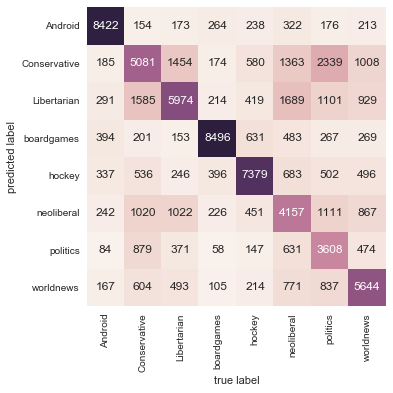 Android 8422 154 173 264 238 322 176 213
Conservative 185 5081 1454 174 580 1363 2339 1008
Libertarian 291 1585 5974 214 419 1689 1101 929
boardgames 394 201 153 8496 631 483 267 269
hockey 337 536 246 396 7379 683 502 496
neoliberal 242 1020 1022 226 451 4157 1111 867
politics 84 879 371 58 147 631 3608 474
worldnews 167 604 493 105 214 771 837 5644
predicted label
Android Conservative Libertarian boardgames hockey neoliberal politics worldnews
true label